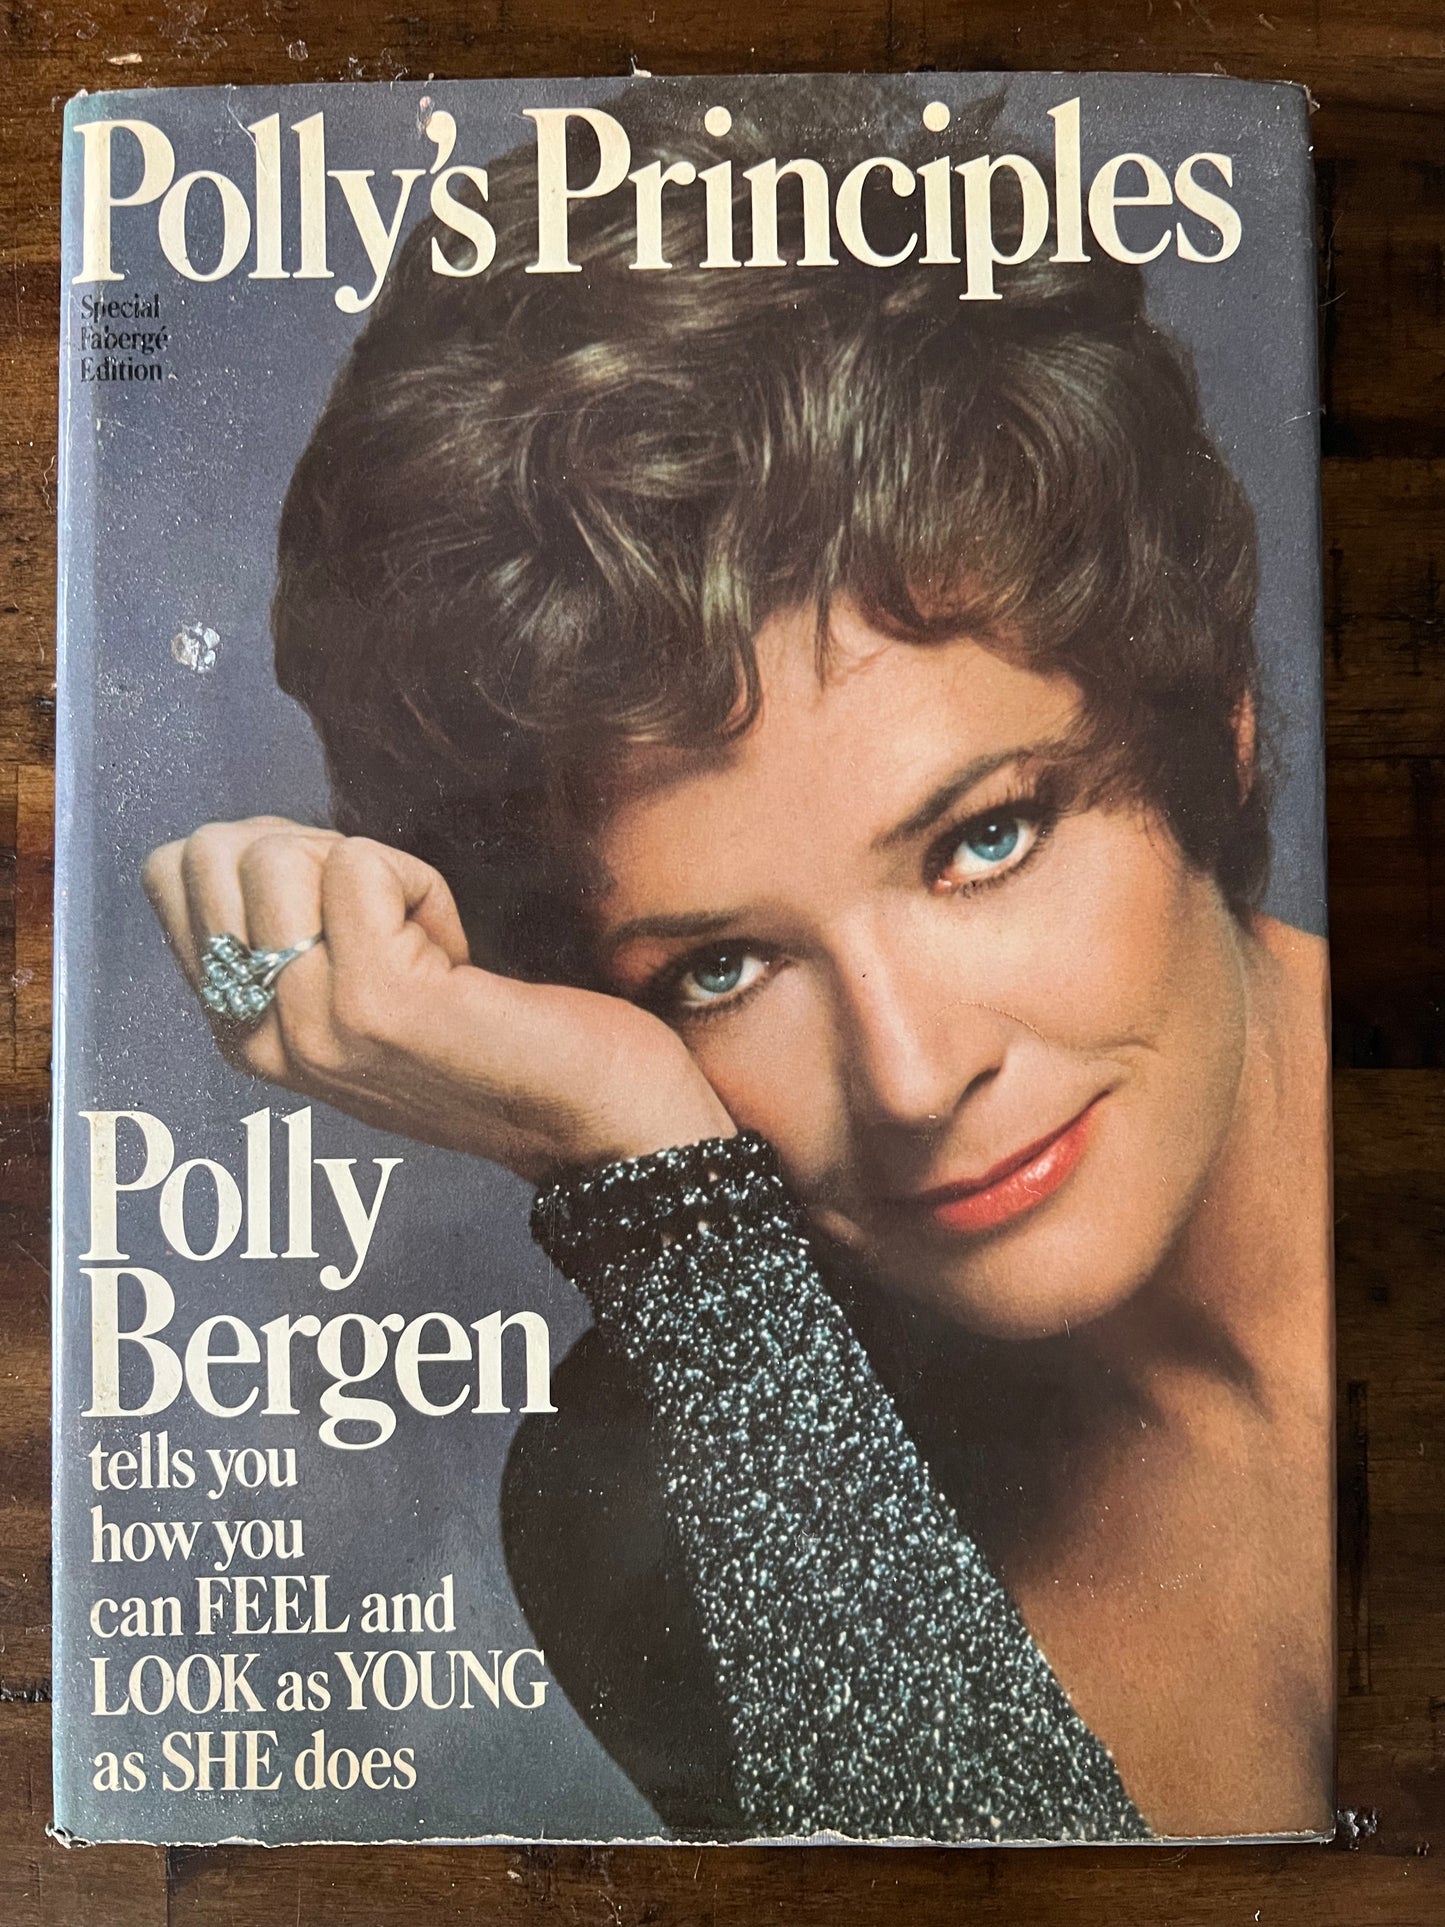 Polly's Principles
Special
Fabergé
Edition
Polly
Bergen
tells you
how you
can FEEL and
LOOK as YOUNG
as SHE does